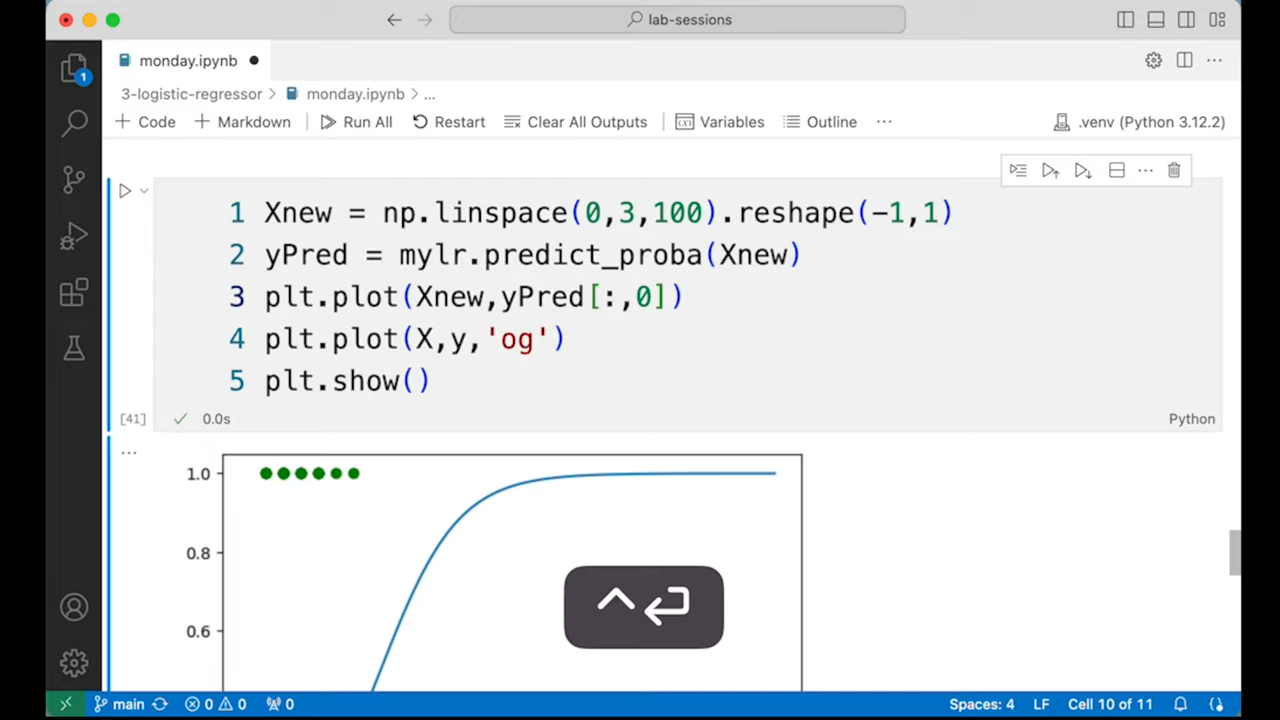 lab-sessions
monday.ipynb
3-logistic-regressor > monday.ipynb > ...
+ Code + Markdown Run All Restart Clear All Outputs Variables Outline ... .venv (Python 3.12.2)
1 Xnew = np.linspace(0,3,100).reshape(-1,1)
2 yPred = mylr.predict_proba(Xnew)
3 plt.plot(Xnew,yPred[:,0])
4 plt.plot(X,y,'og')
5 plt.show()
[41] 0.0s Python
1.0
0.8
0.6
main 0 0 0 Spaces: 4 LF Cell 10 of 11
1